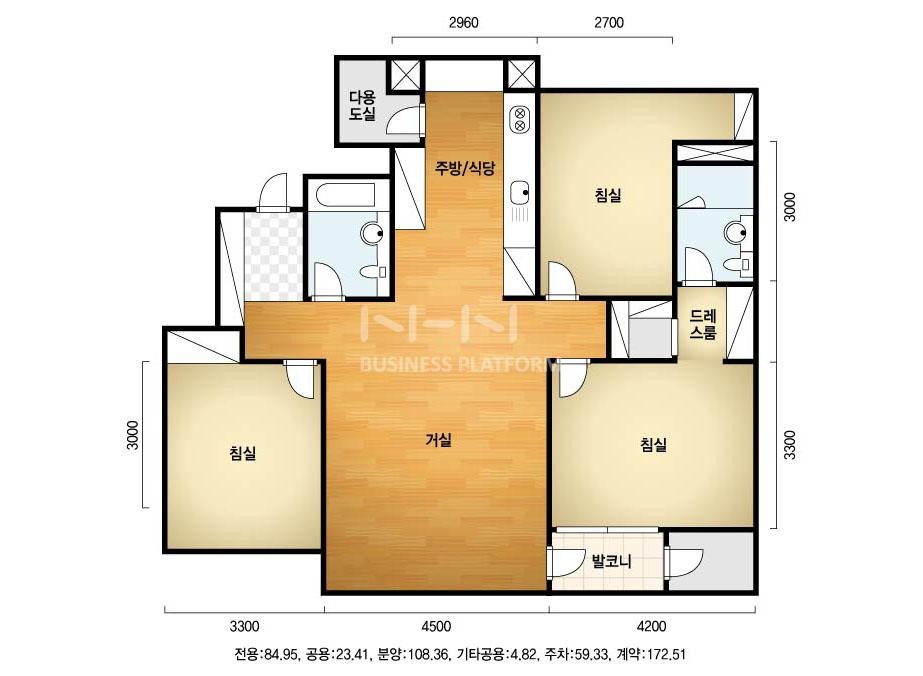 2960
2700
다용
도실
주방/식당
침실
3000
드레
스룸
BUSINESS PLATFORM
거실
침실
3000
침실
3300
발코니
3300
4500
4200
전용:84.95, 공용:23.41, 분양:108.36, 기타공용:4.82, 주차:59.33, 계약:172.51